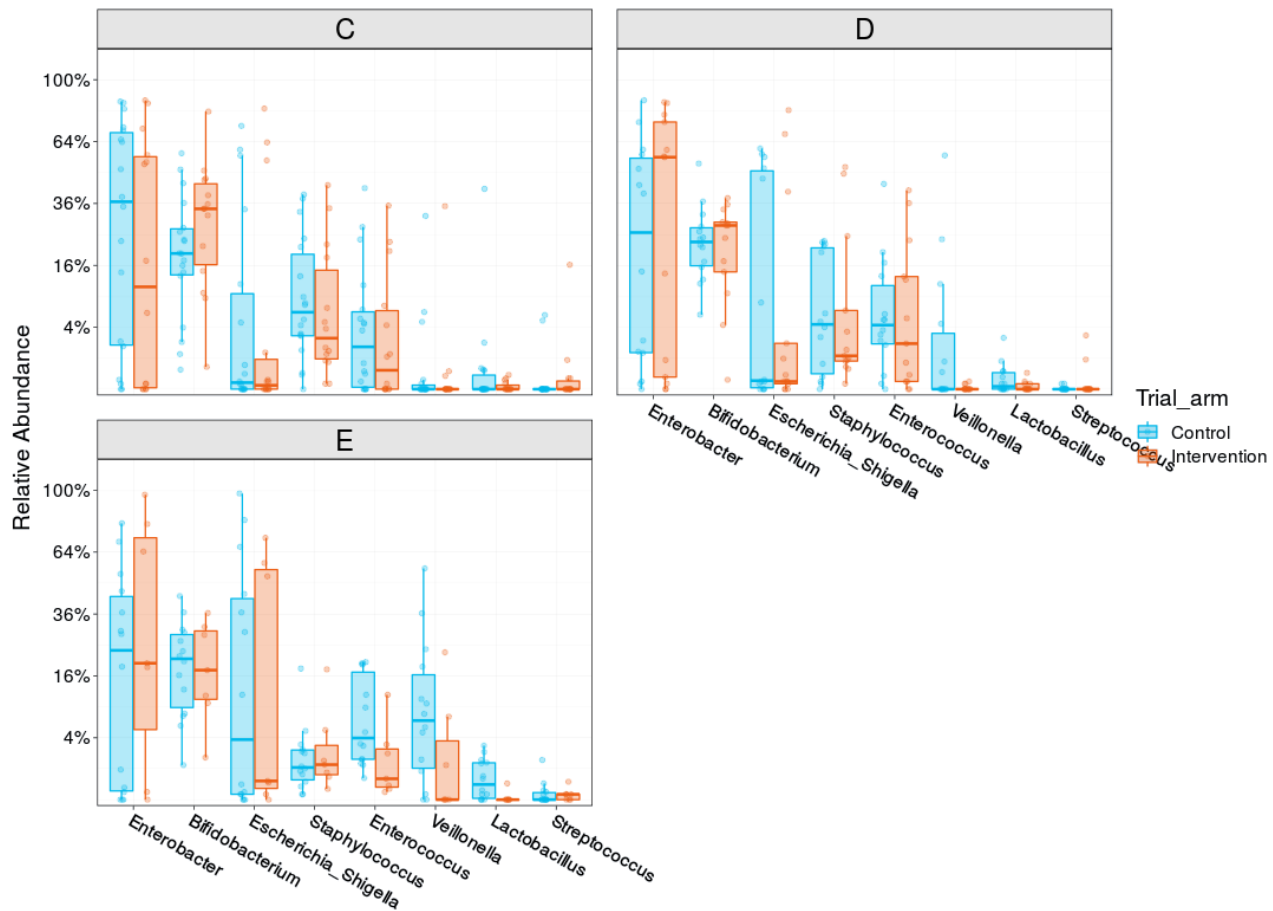 C
D
100%
64%
36%
16%
4%
Relative Abundance
Enterobacter
Bifidobacterium
Escherichia_Shigella
Staphylococcus
Enterococcus
Veillonella
Lactobacillus
Streptococcus
Trial_arm
Control
Intervention
E
100%
64%
36%
16%
4%
Enterobacter
Bifidobacterium
Escherichia_Shigella
Staphylococcus
Enterococcus
Veillonella
Lactobacillus
Streptococcus